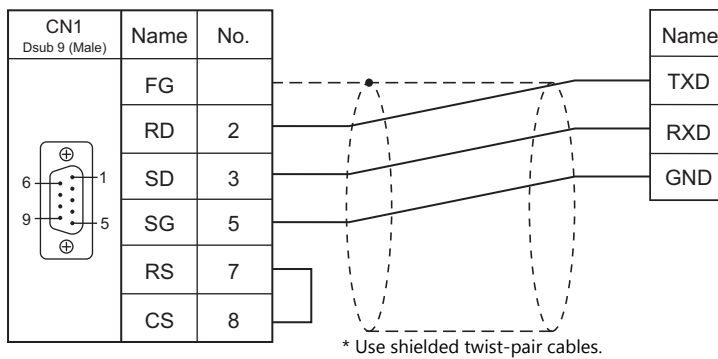 CN1
Dsub 9 (Male)
Name No.
Name
FG
TXD
RD 2
RXD
SD 3
GND
6 1
9 5
SG 5
RS 7
CS 8
* Use shielded twist-pair cables.